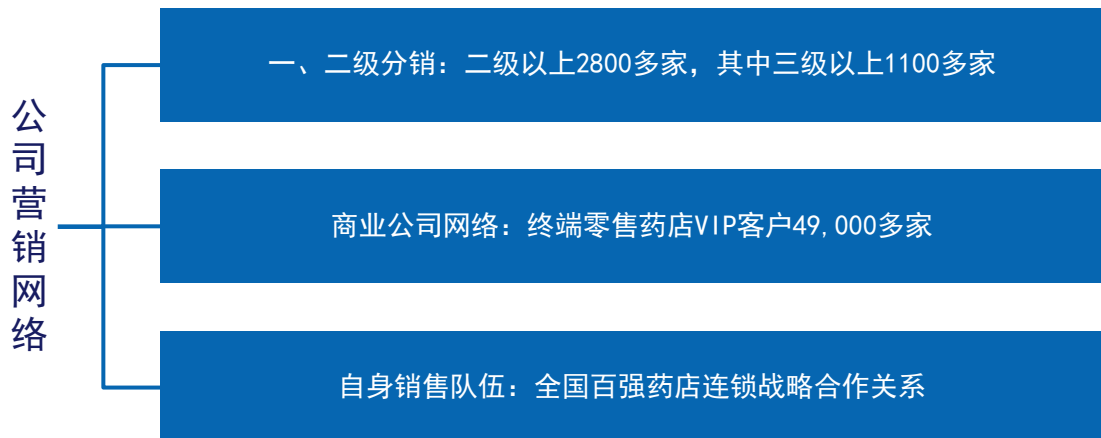 公司营销网络
一、二级分销：二级以上2800多家，其中三级以上1100多家
商业公司网络：终端零售药店VIP客户49,000多家
自身销售队伍：全国百强药店连锁战略合作关系